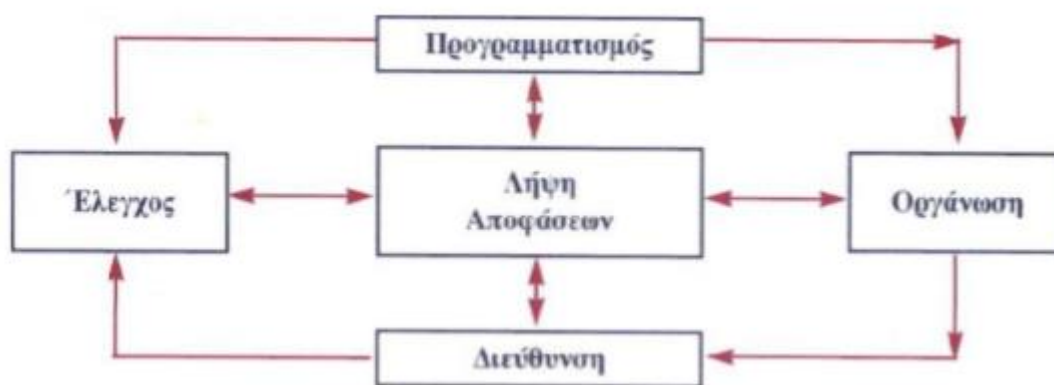 Προγραμματισμός
Έλεγχος
Λήψη
Αποφάσεων
Οργάνωση
Διεύθυνση